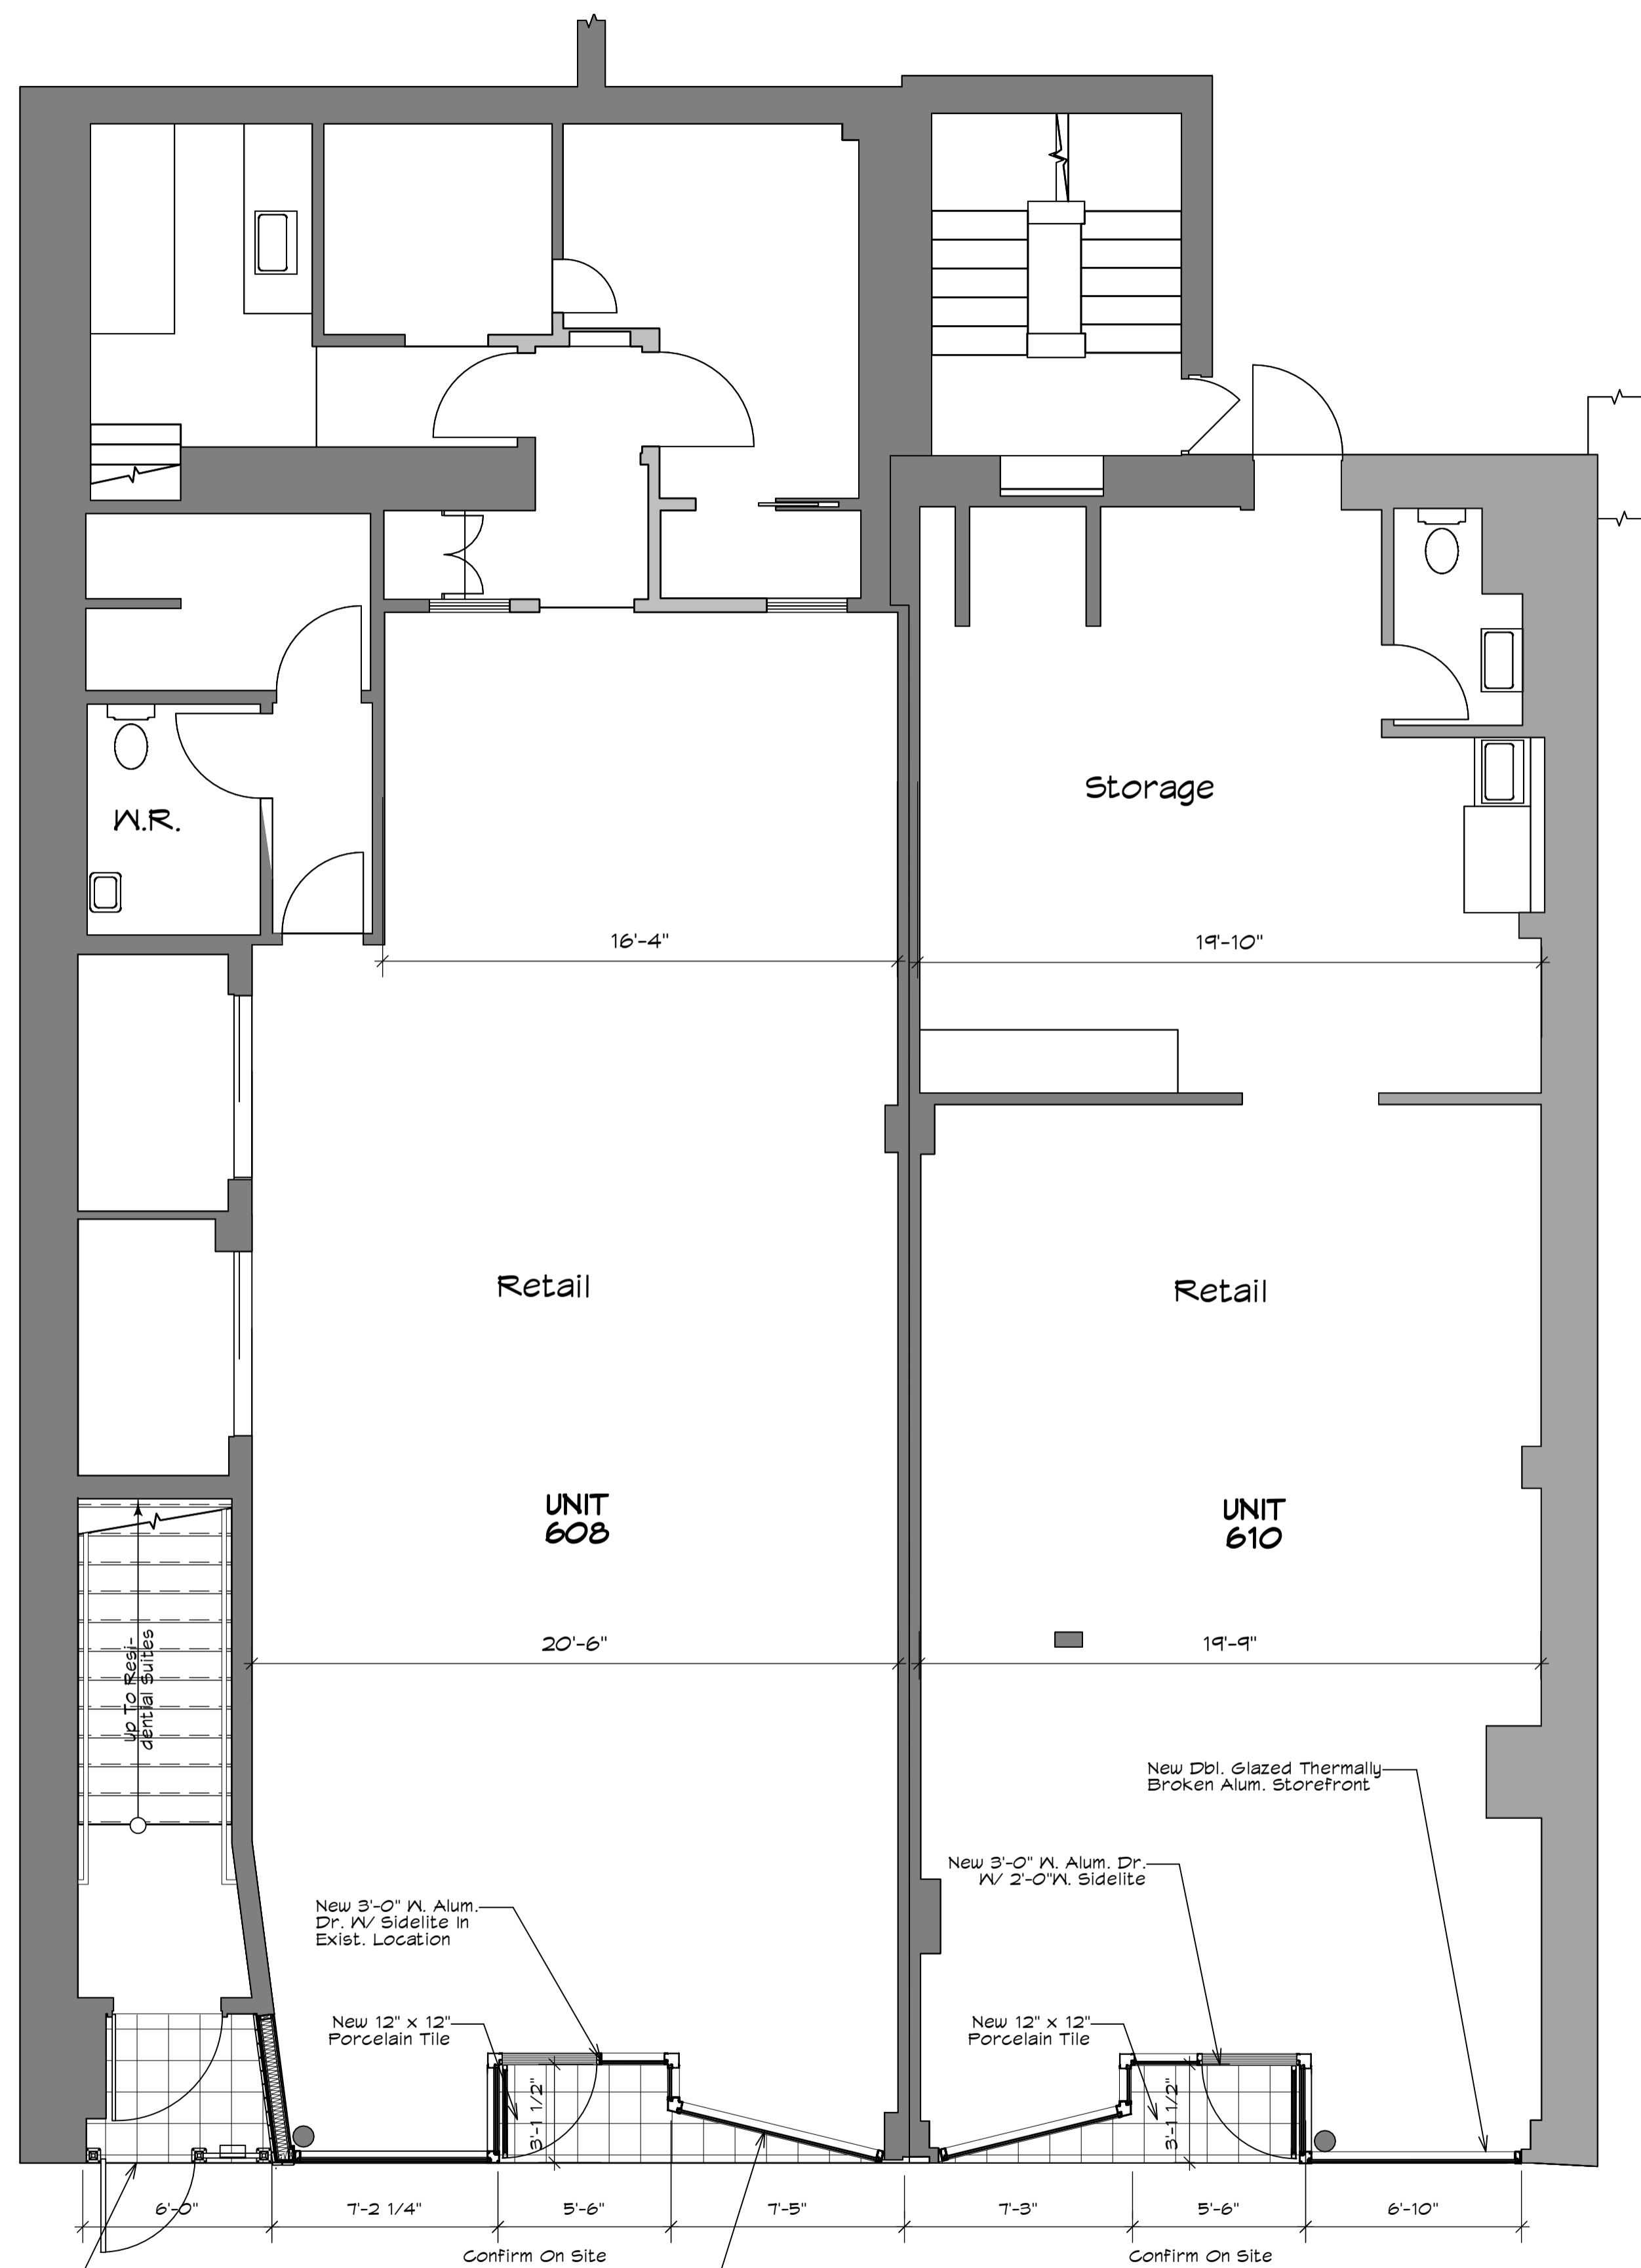 Storage
W.R.
16'-4"
19'-10"
Retail
Retail
UNIT
608
UNIT
610
20'-6"
19'-9"
Up To Resi-
dential Suites
New Dbl. Glazed Thermally
Broken Alum. Storefront
New 3'-0" W. Alum. Dr.
W/ 2'-0"W. Sidelite
New 3'-0" W. Alum.
Dr. W/ Sidelite In
Exist. Location
New 12" x 12"
Porcelain Tile
New 12" x 12"
Porcelain Tile
3'-1 1/2"
3'-1 1/2"
6'-0"
7'-2 1/4"
5'-6"
7'-5"
7'-3"
5'-6"
6'-10"
Confirm On Site
Confirm On Site